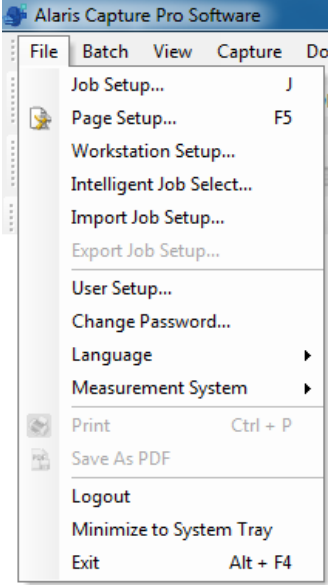 Alaris Capture Pro Software
File Batch View Capture Do
Job Setup... J
Page Setup... F5
Workstation Setup...
Intelligent Job Select...
Import Job Setup...
Export Job Setup...
User Setup...
Change Password...
Language
Measurement System
Print Ctrl + P
Save As PDF
Logout
Minimize to System Tray
Exit Alt + F4